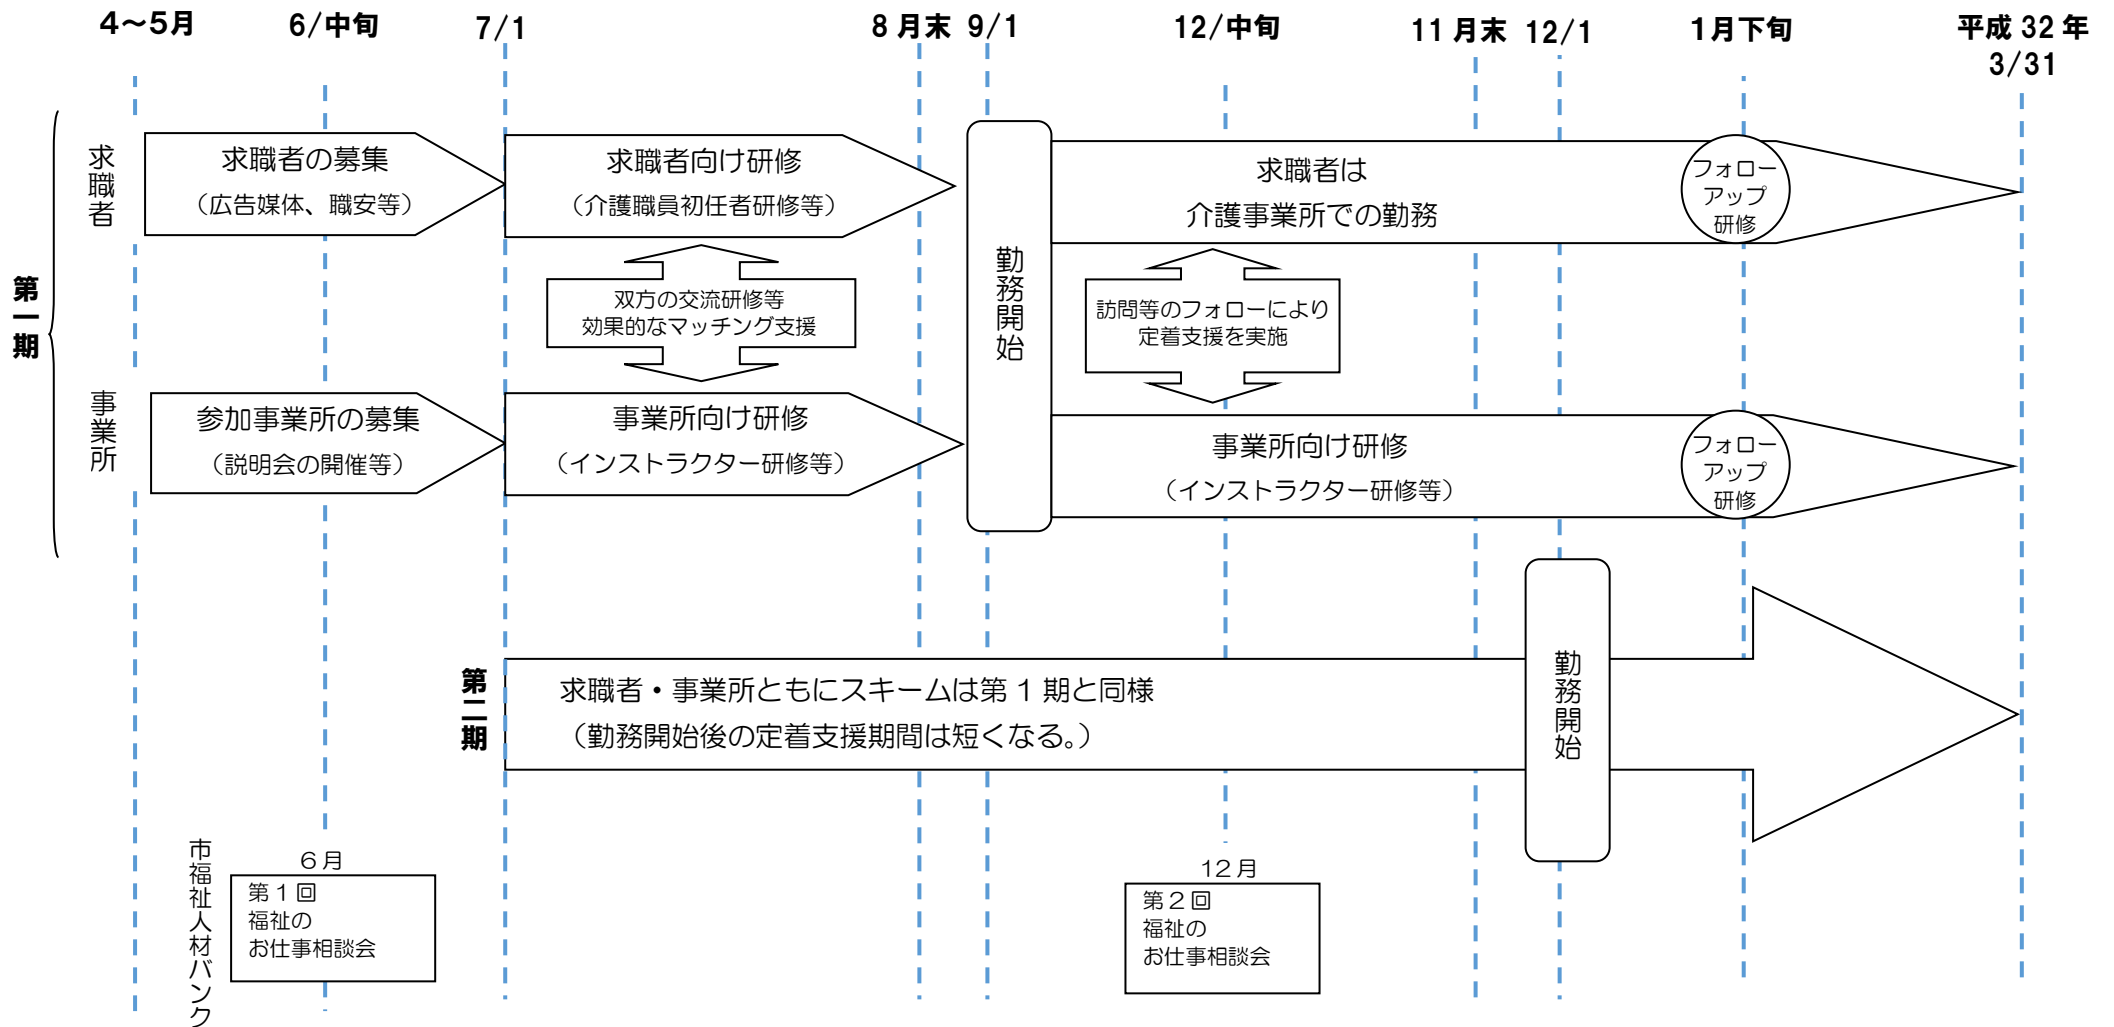 4～5月
6/中旬
7/1
8月末
9/1
12/中旬
11月末
12/1
1月下旬
平成32年
3/31
第一期
求職者
求職者の募集
（広告媒体、職安等）
求職者向け研修
（介護職員初任者研修等）
求職者は
介護事業所での勤務
フォロー
アップ
研修
双方の交流研修等
効果的なマッチング支援
勤務開始
訪問等のフォローにより
定着支援を実施
事業所
参加事業所の募集
（説明会の開催等）
事業所向け研修
（インストラクター研修等）
事業所向け研修
（インストラクター研修等）
フォロー
アップ
研修
第二期
求職者・事業所ともにスキームは第1期と同様
（勤務開始後の定着支援期間は短くなる。）
勤務開始
市福祉人材バンク
6月
第1回
福祉の
お仕事相談会
12月
第2回
福祉の
お仕事相談会